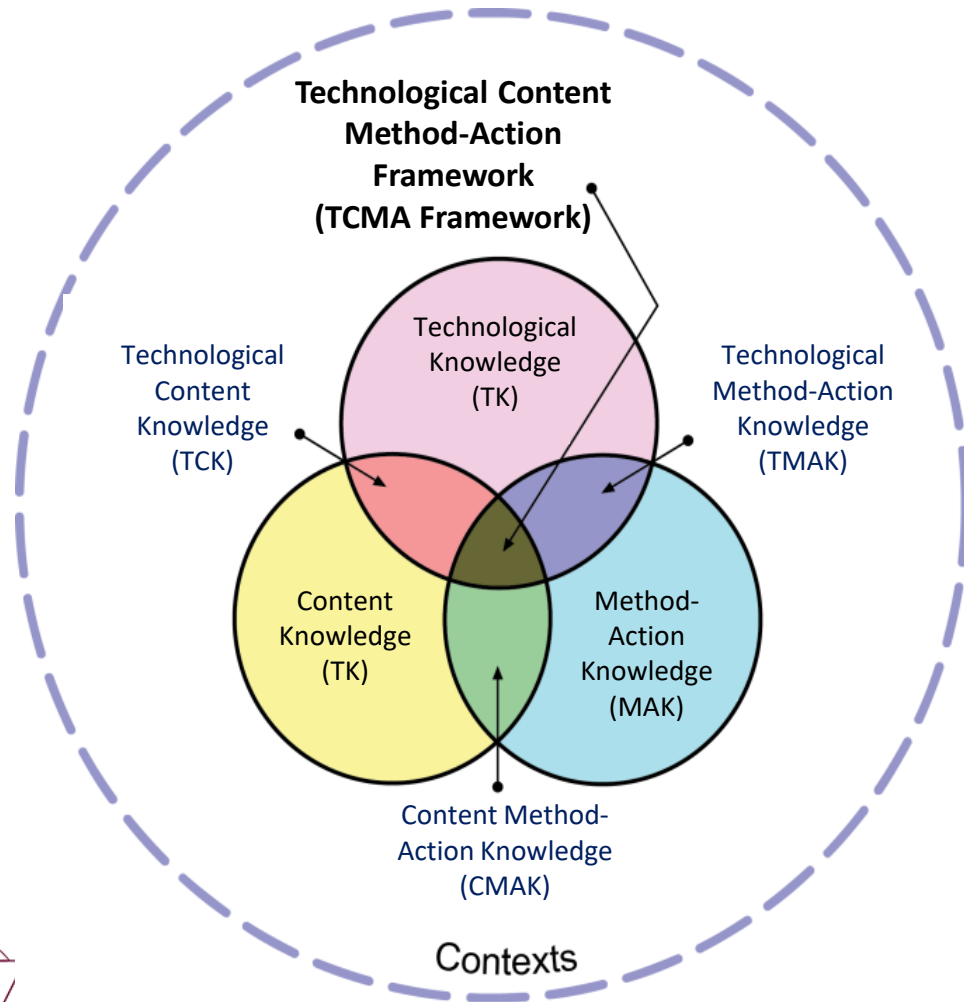 Technological Content
Method-Action
Framework
(TCMA Framework)
Technological
Knowledge
(TK)
Technological
Content
Knowledge
(TCK)
Technological
Method-Action
Knowledge
(TMAK)
Content
Knowledge
(TK)
Method-
Action
Knowledge
(MAK)
Content Method-
Action Knowledge
(CMAK)
Contexts